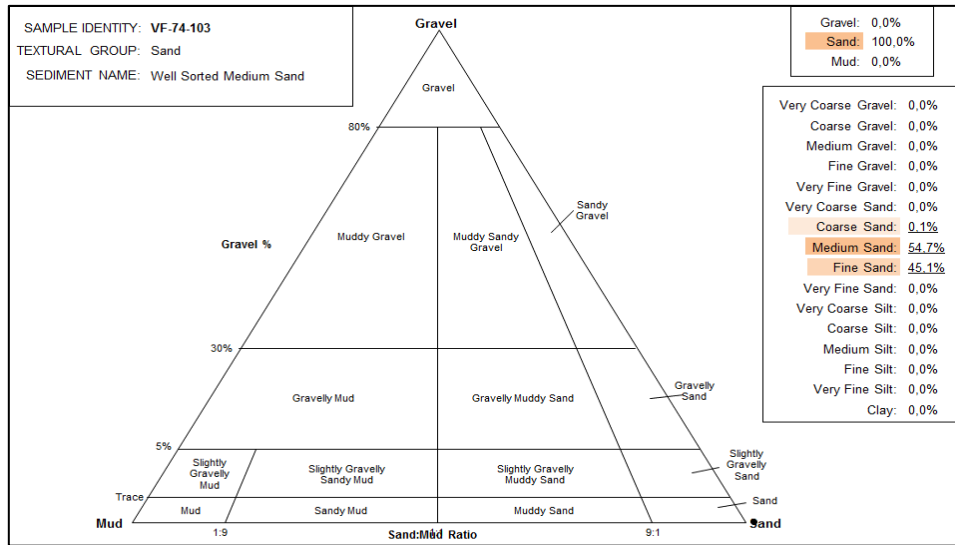 SAMPLE IDENTITY: VF-74-103
TEXTURAL GROUP: Sand
SEDIMENT NAME: Well Sorted Medium Sand
Gravel
Gravel: 0,0%
Sand: 100,0%
Mud: 0,0%
Very Coarse Gravel: 0,0%
Coarse Gravel: 0,0%
Medium Gravel: 0,0%
Fine Gravel: 0,0%
Very Fine Gravel: 0,0%
Very Coarse Sand: 0,0%
Coarse Sand: 0,1%
Medium Sand: 54,7%
Fine Sand: 45,1%
Very Fine Sand: 0,0%
Very Coarse Silt: 0,0%
Coarse Silt: 0,0%
Medium Silt: 0,0%
Fine Silt: 0,0%
Very Fine Silt: 0,0%
Clay: 0,0%
Gravel
80%
Sandy
Gravel
Gravel %
Muddy Gravel
Muddy Sandy
Gravel
30%
Gravelly Mud
Gravelly Muddy Sand
Gravelly
Sand
5%
Slightly
Gravelly
Mud
Slightly Gravelly
Sandy Mud
Slightly Gravelly
Muddy Sand
Slightly
Gravelly
Sand
Trace
Mud
Sandy Mud
Muddy Sand
Sand
Mud
Sand
1:9
Sand:Mud Ratio
9:1